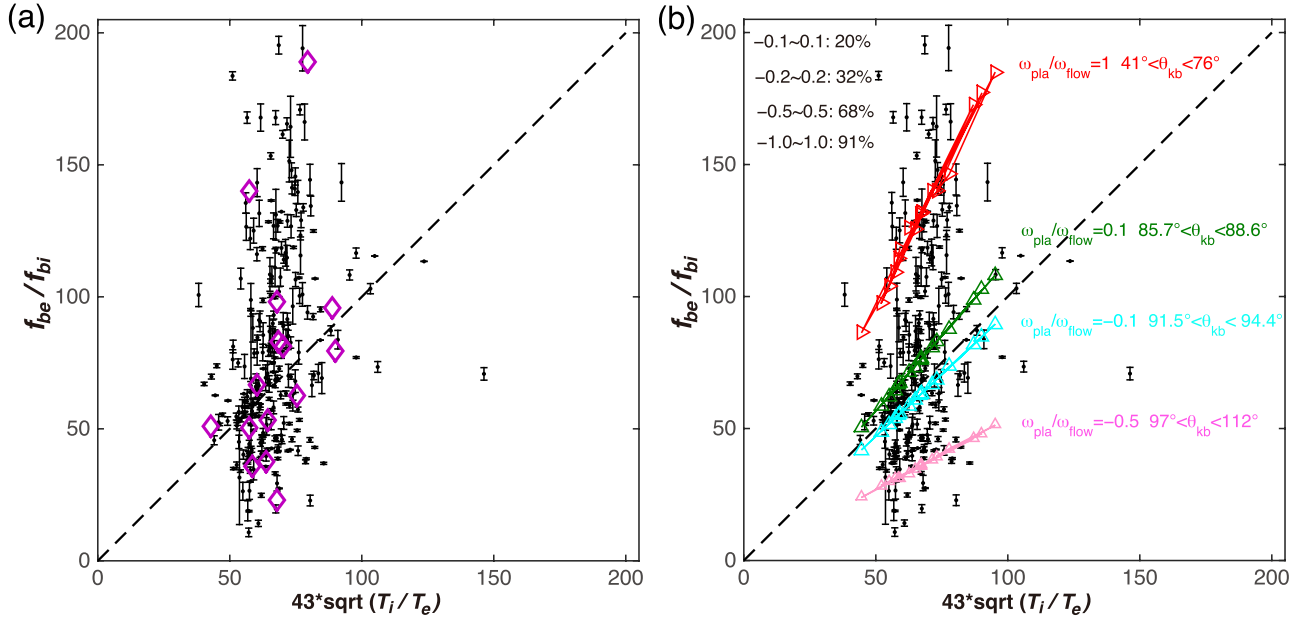 (a)
200
150
100
50
0
f_be / f_bi
0 50 100 150 200
43*sqrt (T_i / T_e)
(b)
200
150
100
50
0
f_be / f_bi
−0.1~0.1: 20%
−0.2~0.2: 32%
−0.5~0.5: 68%
−1.0~1.0: 91%
ω_pla/ω_flow=1 41°<θ_kb<76°
ω_pla/ω_flow=0.1 85.7°<θ_kb<88.6°
ω_pla/ω_flow=−0.1 91.5°<θ_kb< 94.4°
ω_pla/ω_flow=−0.5 97°<θ_kb<112°
0 50 100 150 200
43*sqrt (T_i / T_e)